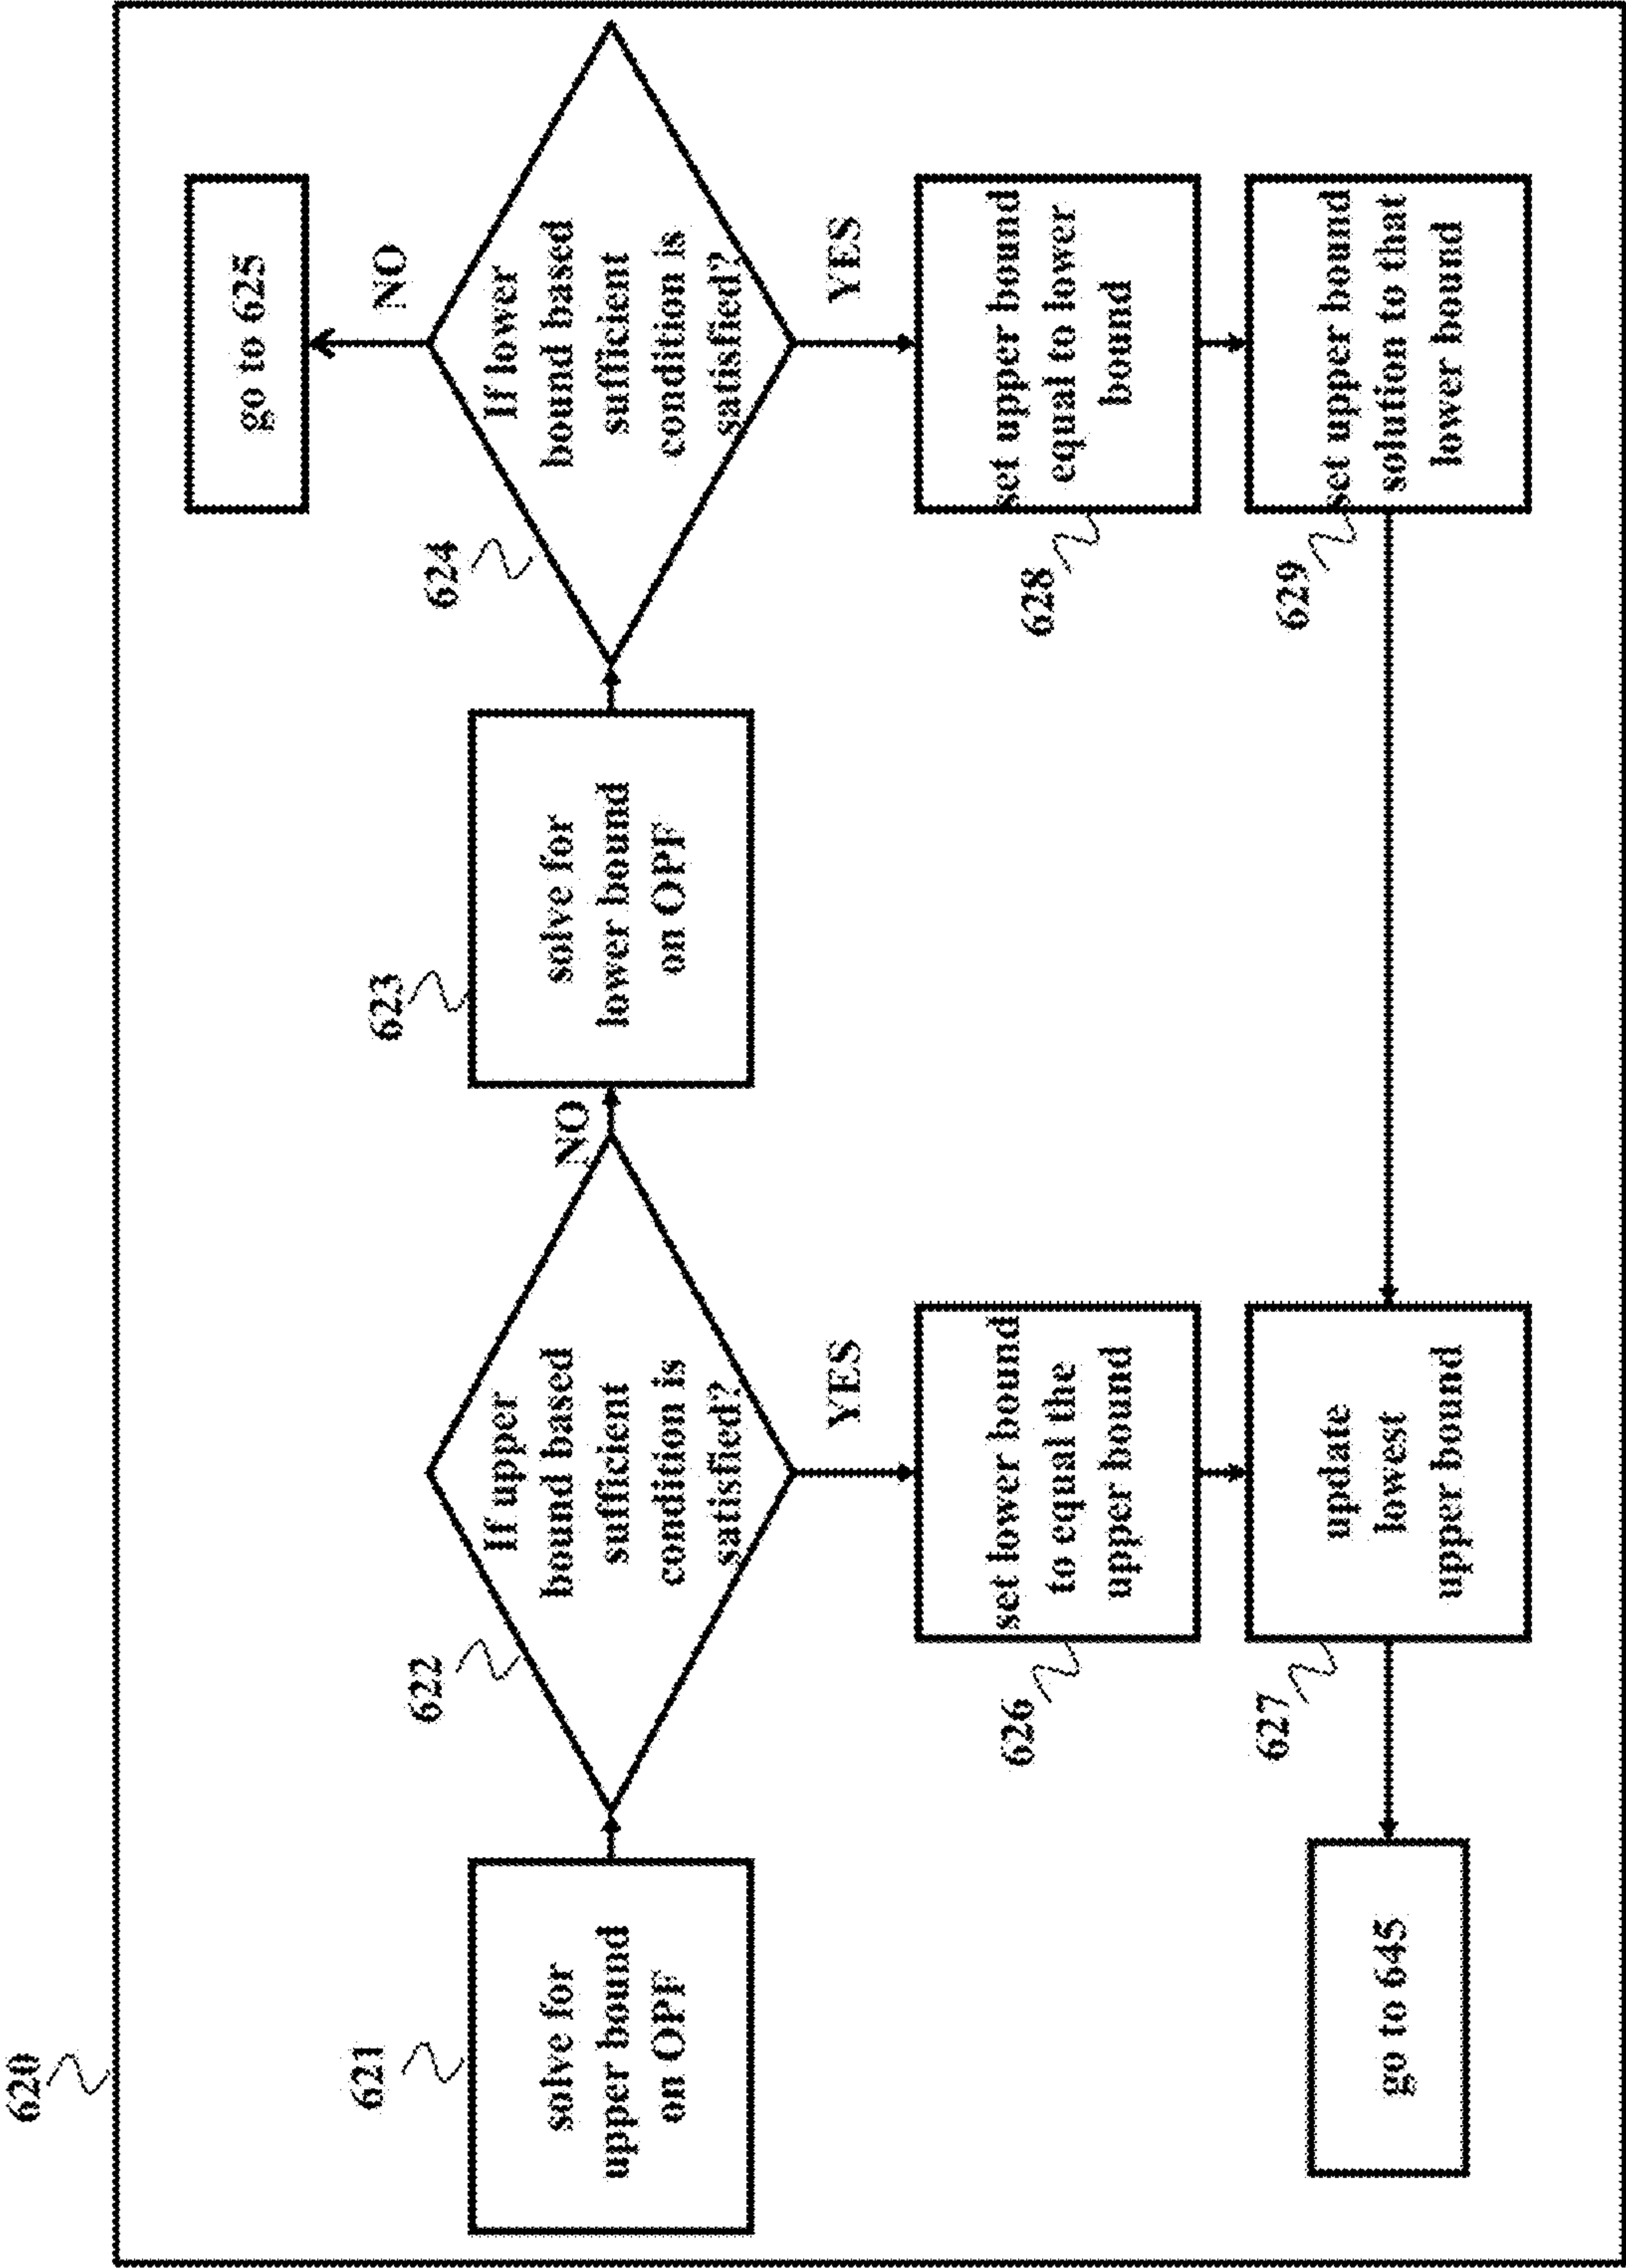 620
621
solve for
upper bound
on OPF
622
If upper
bound based
sufficient
condition is
satisfied?
NO
623
solve for
lower bound
on OPF
624
If lower
bound based
sufficient
condition is
satisfied?
NO
go to 625
YES
626
set lower bound
to equal the
upper bound
YES
628
set upper bound
equal to lower
bound
go to 645
627
update
lowest
upper bound
629
set upper bound
solution to that
lower bound